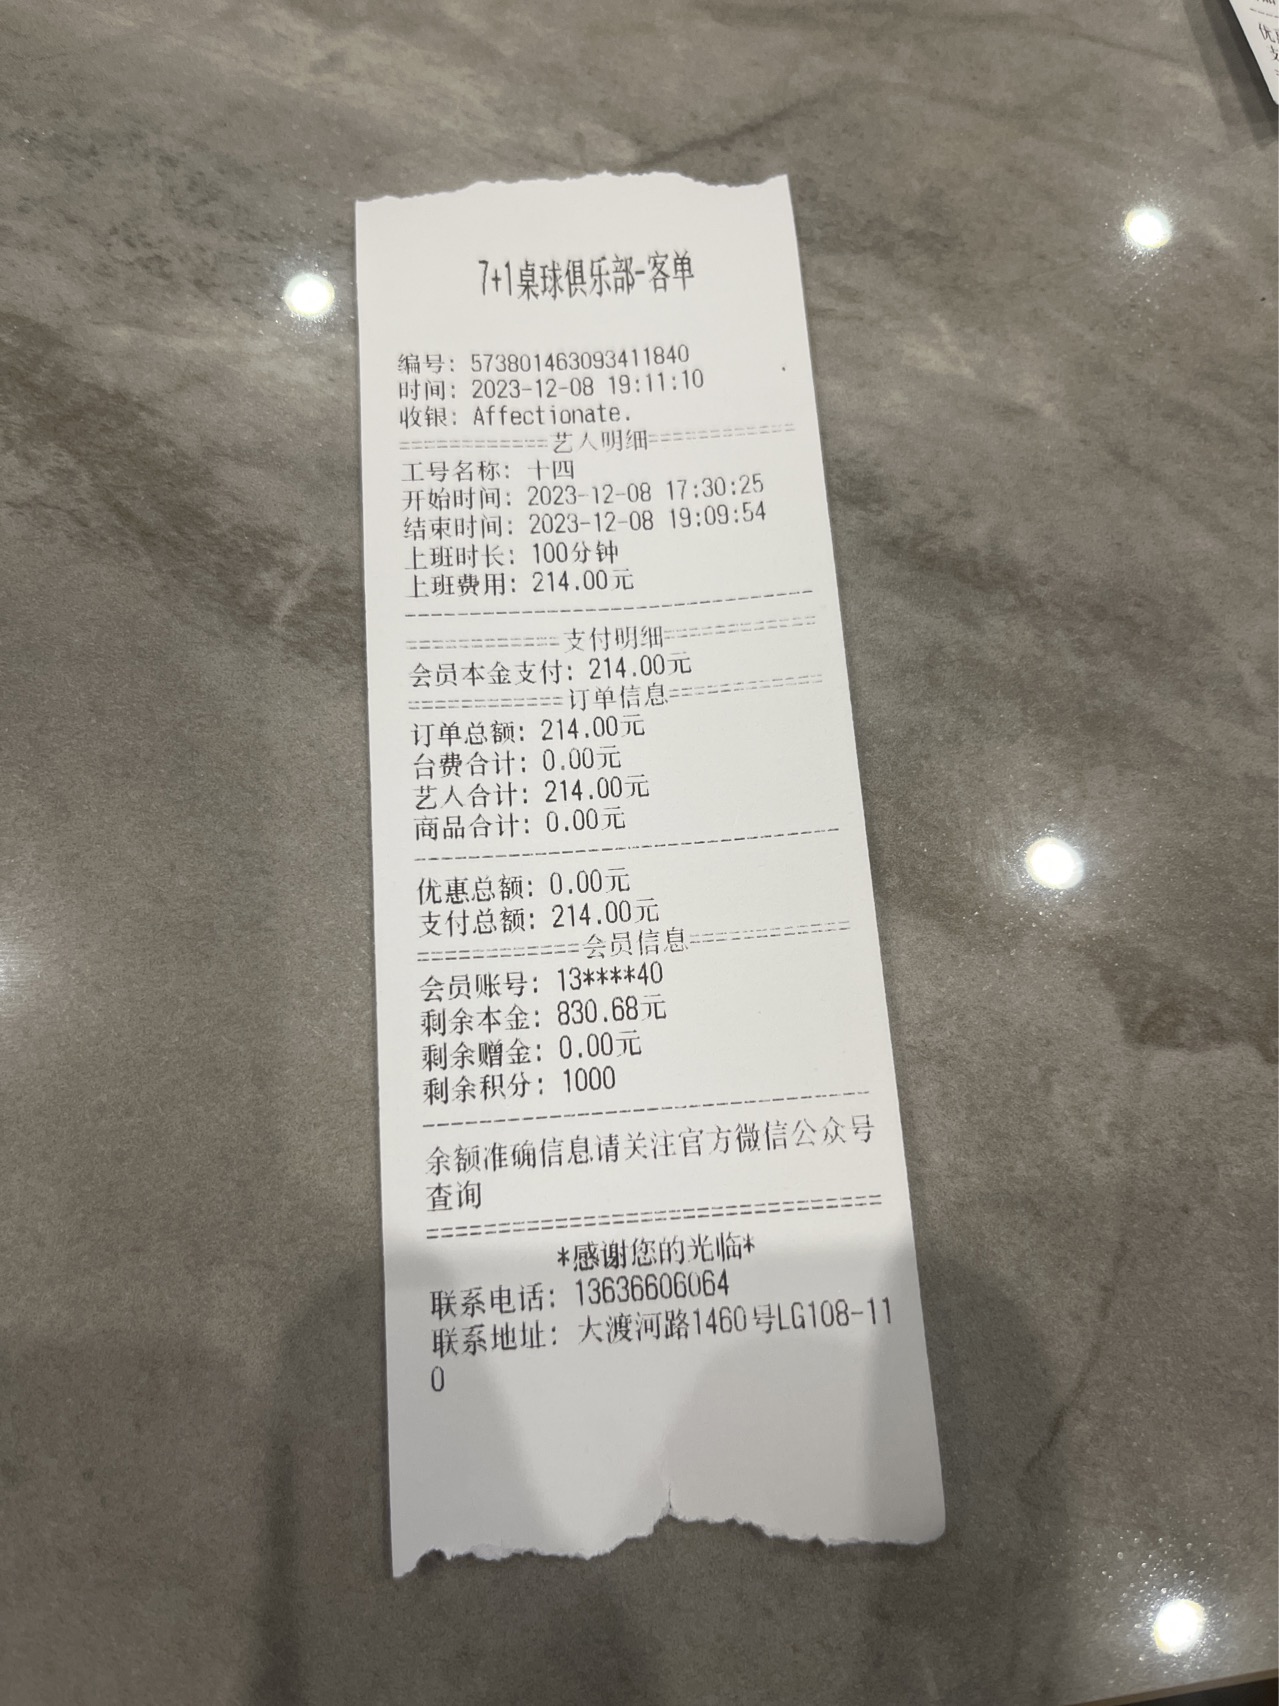 7+1桌球俱乐部-客单
编号: 573801463093411840
时间: 2023-12-08 19:11:10
收银: Affectionate.
============艺人明细============
工号名称: 十四
开始时间: 2023-12-08 17:30:25
结束时间: 2023-12-08 19:09:54
上班时长: 100分钟
上班费用: 214.00元
--------------------------------
============支付明细============
会员本金支付: 214.00元
============订单信息============
订单总额: 214.00元
台费合计: 0.00元
艺人合计: 214.00元
商品合计: 0.00元
--------------------------------
优惠总额: 0.00元
支付总额: 214.00元
============会员信息============
会员账号: 13****40
剩余本金: 830.68元
剩余赠金: 0.00元
剩余积分: 1000
--------------------------------
余额准确信息请关注官方微信公众号
查询
================================
*感谢您的光临*
联系电话: 13636606064
联系地址: 大渡河路1460号LG108-11
0